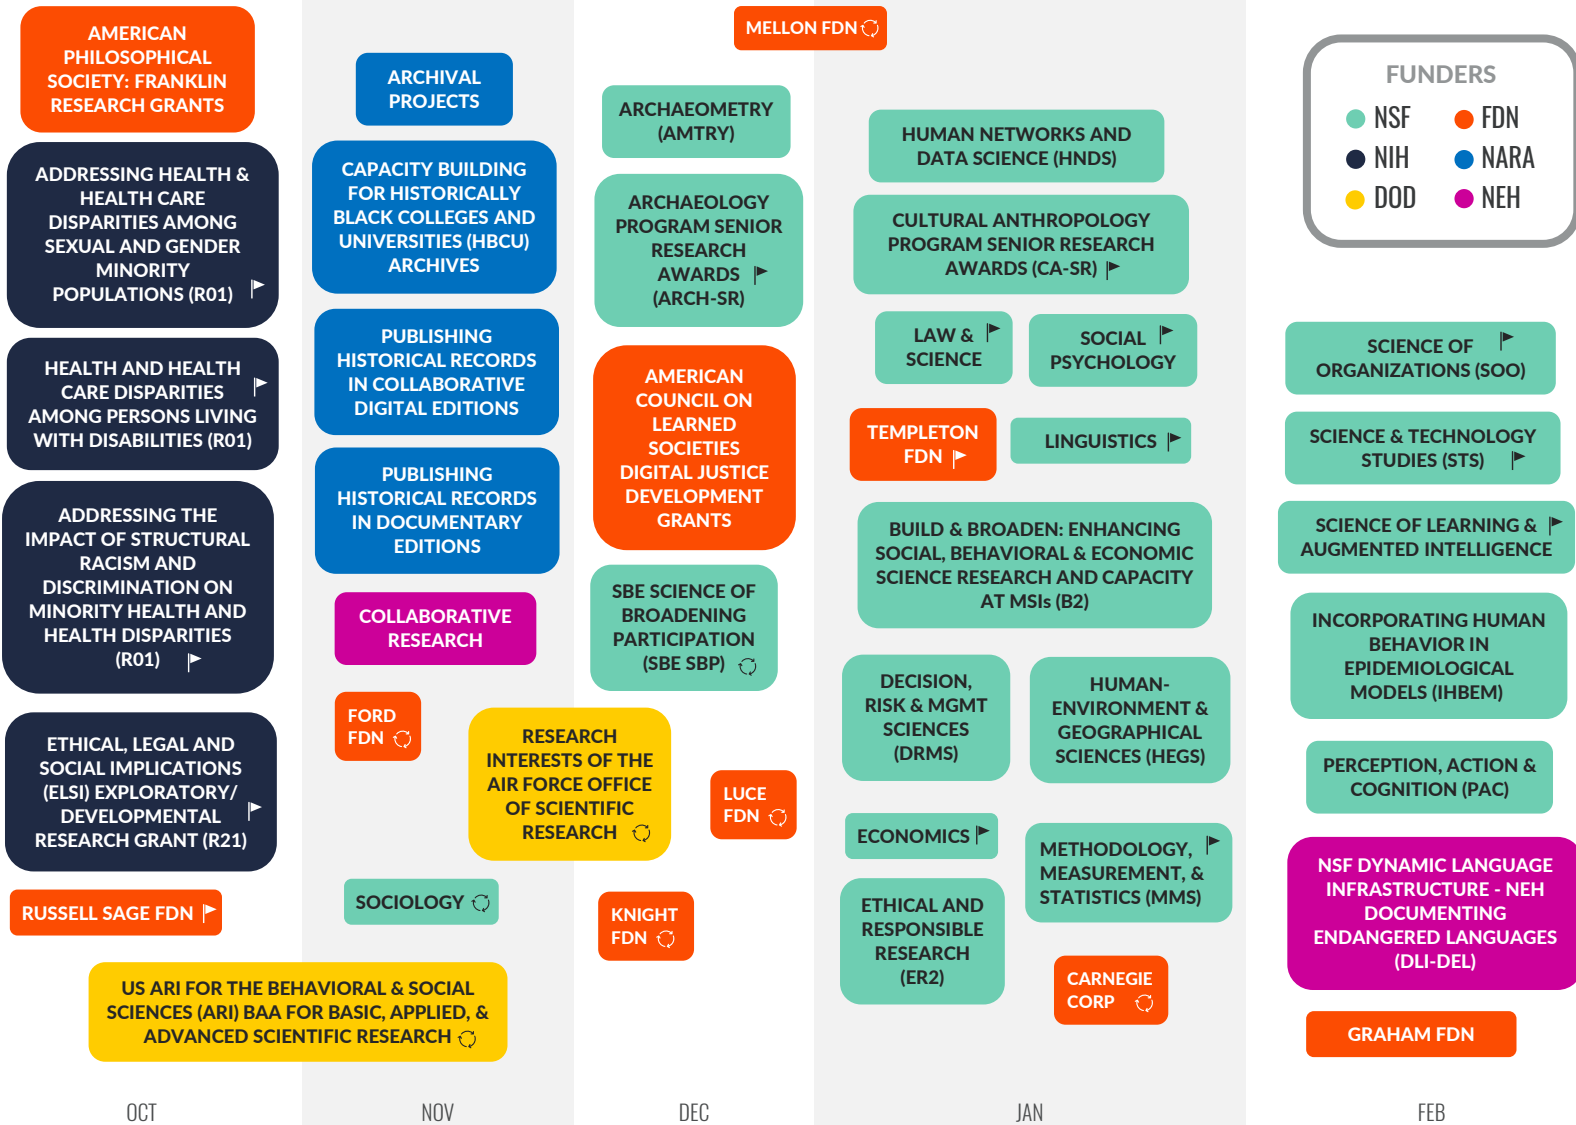 AMERICAN
PHILOSOPHICAL
SOCIETY: FRANKLIN
RESEARCH GRANTS
ADDRESSING HEALTH &
HEALTH CARE
DISPARITIES AMONG
SEXUAL AND GENDER
MINORITY
POPULATIONS (R01)
HEALTH AND HEALTH
CARE DISPARITIES
AMONG PERSONS LIVING
WITH DISABILITIES (R01)
ADDRESSING THE
IMPACT OF STRUCTURAL
RACISM AND
DISCRIMINATION ON
MINORITY HEALTH AND
HEALTH DISPARITIES
(R01)
ETHICAL, LEGAL AND
SOCIAL IMPLICATIONS
(ELSI) EXPLORATORY/
DEVELOPMENTAL
RESEARCH GRANT (R21)
RUSSELL SAGE FDN
US ARI FOR THE BEHAVIORAL & SOCIAL
SCIENCES (ARI) BAA FOR BASIC, APPLIED, &
ADVANCED SCIENTIFIC RESEARCH
OCT
ARCHIVAL
PROJECTS
CAPACITY BUILDING
FOR HISTORICALLY
BLACK COLLEGES AND
UNIVERSITIES (HBCU)
ARCHIVES
PUBLISHING
HISTORICAL RECORDS
IN COLLABORATIVE
DIGITAL EDITIONS
PUBLISHING
HISTORICAL RECORDS
IN DOCUMENTARY
EDITIONS
COLLABORATIVE
RESEARCH
FORD
FDN
RESEARCH
INTERESTS OF THE
AIR FORCE OFFICE
OF SCIENTIFIC
RESEARCH
SOCIOLOGY
NOV
MELLON FDN
ARCHAEOMETRY
(AMTRY)
ARCHAEOLOGY
PROGRAM SENIOR
RESEARCH
AWARDS
(ARCH-SR)
AMERICAN
COUNCIL ON
LEARNED
SOCIETIES
DIGITAL JUSTICE
DEVELOPMENT
GRANTS
SBE SCIENCE OF
BROADENING
PARTICIPATION
(SBE SBP)
LUCE
FDN
KNIGHT
FDN
DEC
HUMAN NETWORKS AND
DATA SCIENCE (HNDS)
CULTURAL ANTHROPOLOGY
PROGRAM SENIOR RESEARCH
AWARDS (CA-SR)
LAW &
SCIENCE
SOCIAL
PSYCHOLOGY
TEMPLETON
FDN
LINGUISTICS
BUILD & BROADEN: ENHANCING
SOCIAL, BEHAVIORAL & ECONOMIC
SCIENCE RESEARCH AND CAPACITY
AT MSIs (B2)
DECISION,
RISK & MGMT
SCIENCES
(DRMS)
HUMAN-
ENVIRONMENT &
GEOGRAPHICAL
SCIENCES (HEGS)
ECONOMICS
METHODOLOGY,
MEASUREMENT, &
STATISTICS (MMS)
ETHICAL AND
RESPONSIBLE
RESEARCH
(ER2)
CARNEGIE
CORP
JAN
FUNDERS
NSF
FDN
NIH
NARA
DOD
NEH
SCIENCE OF
ORGANIZATIONS (SOO)
SCIENCE & TECHNOLOGY
STUDIES (STS)
SCIENCE OF LEARNING &
AUGMENTED INTELLIGENCE
INCORPORATING HUMAN
BEHAVIOR IN
EPIDEMIOLOGICAL
MODELS (IHBEM)
PERCEPTION, ACTION &
COGNITION (PAC)
NSF DYNAMIC LANGUAGE
INFRASTRUCTURE - NEH
DOCUMENTING
ENDANGERED LANGUAGES
(DLI-DEL)
GRAHAM FDN
FEB